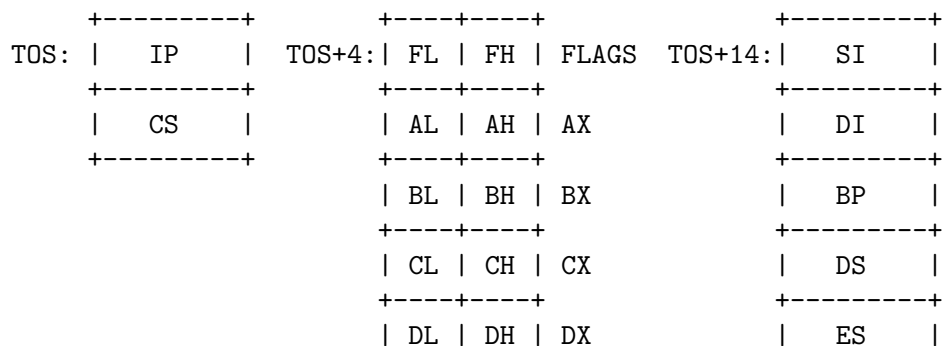 +---------+       +----+----+              +---------+
TOS: |   IP    |  TOS+4:| FL | FH | FLAGS  TOS+14:|   SI    |
     +---------+       +----+----+              +---------+
     |   CS    |       | AL | AH | AX           |   DI    |
     +---------+       +----+----+              +---------+
                       | BL | BH | BX           |   BP    |
                       +----+----+              +---------+
                       | CL | CH | CX           |   DS    |
                       +----+----+              +---------+
                       | DL | DH | DX           |   ES    |